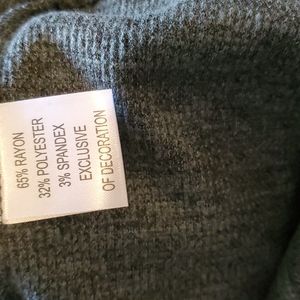 65% RAYON
32% POLYESTER
3% SPANDEX
EXCLUSIVE
OF DECORATION